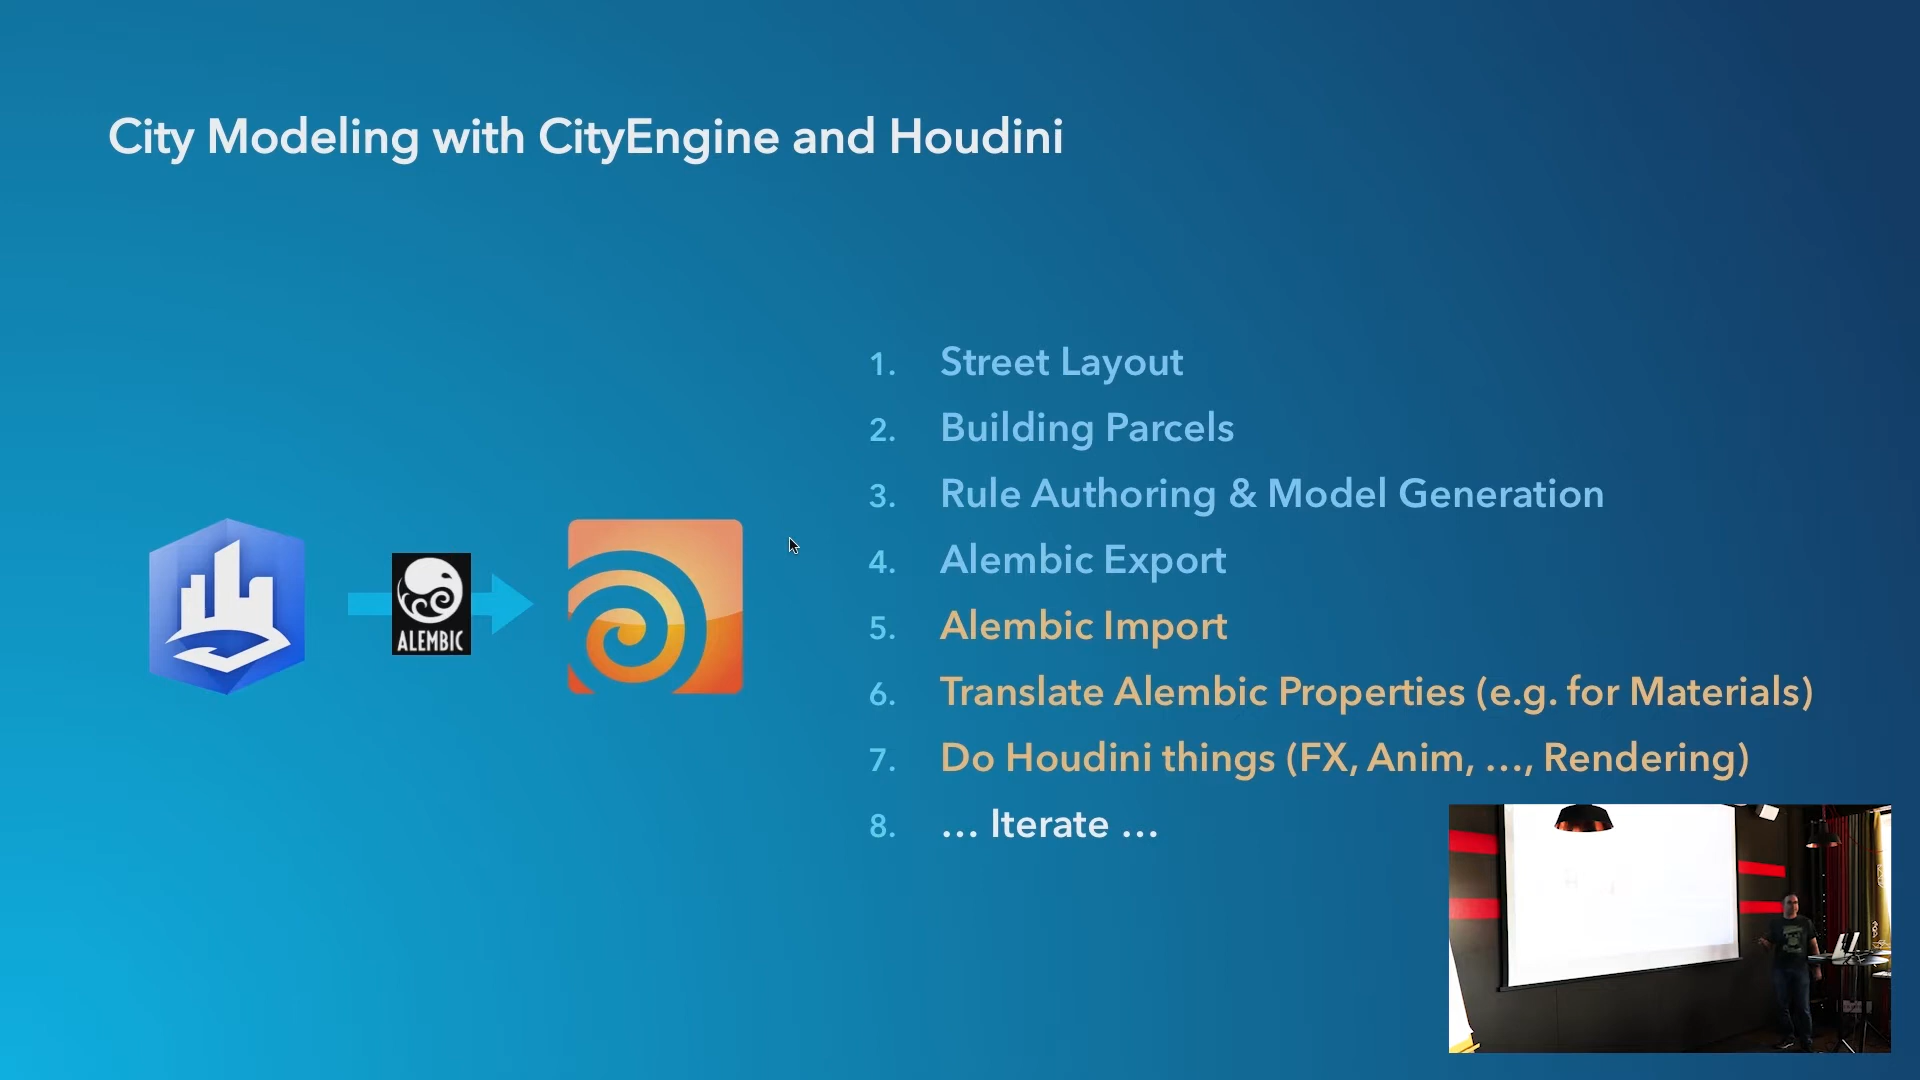 City Modeling with CityEngine and Houdini
1. Street Layout
2. Building Parcels
3. Rule Authoring & Model Generation
4. Alembic Export
5. Alembic Import
6. Translate Alembic Properties (e.g. for Materials)
7. Do Houdini things (FX, Anim, …, Rendering)
8. … Iterate …
ALEMBIC